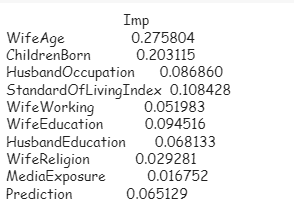 Imp
WifeAge 0.275804
ChildrenBorn 0.203115
HusbandOccupation 0.086860
StandardOfLivingIndex 0.108428
WifeWorking 0.051983
WifeEducation 0.094516
HusbandEducation 0.068133
WifeReligion 0.029281
MediaExposure 0.016752
Prediction 0.065129